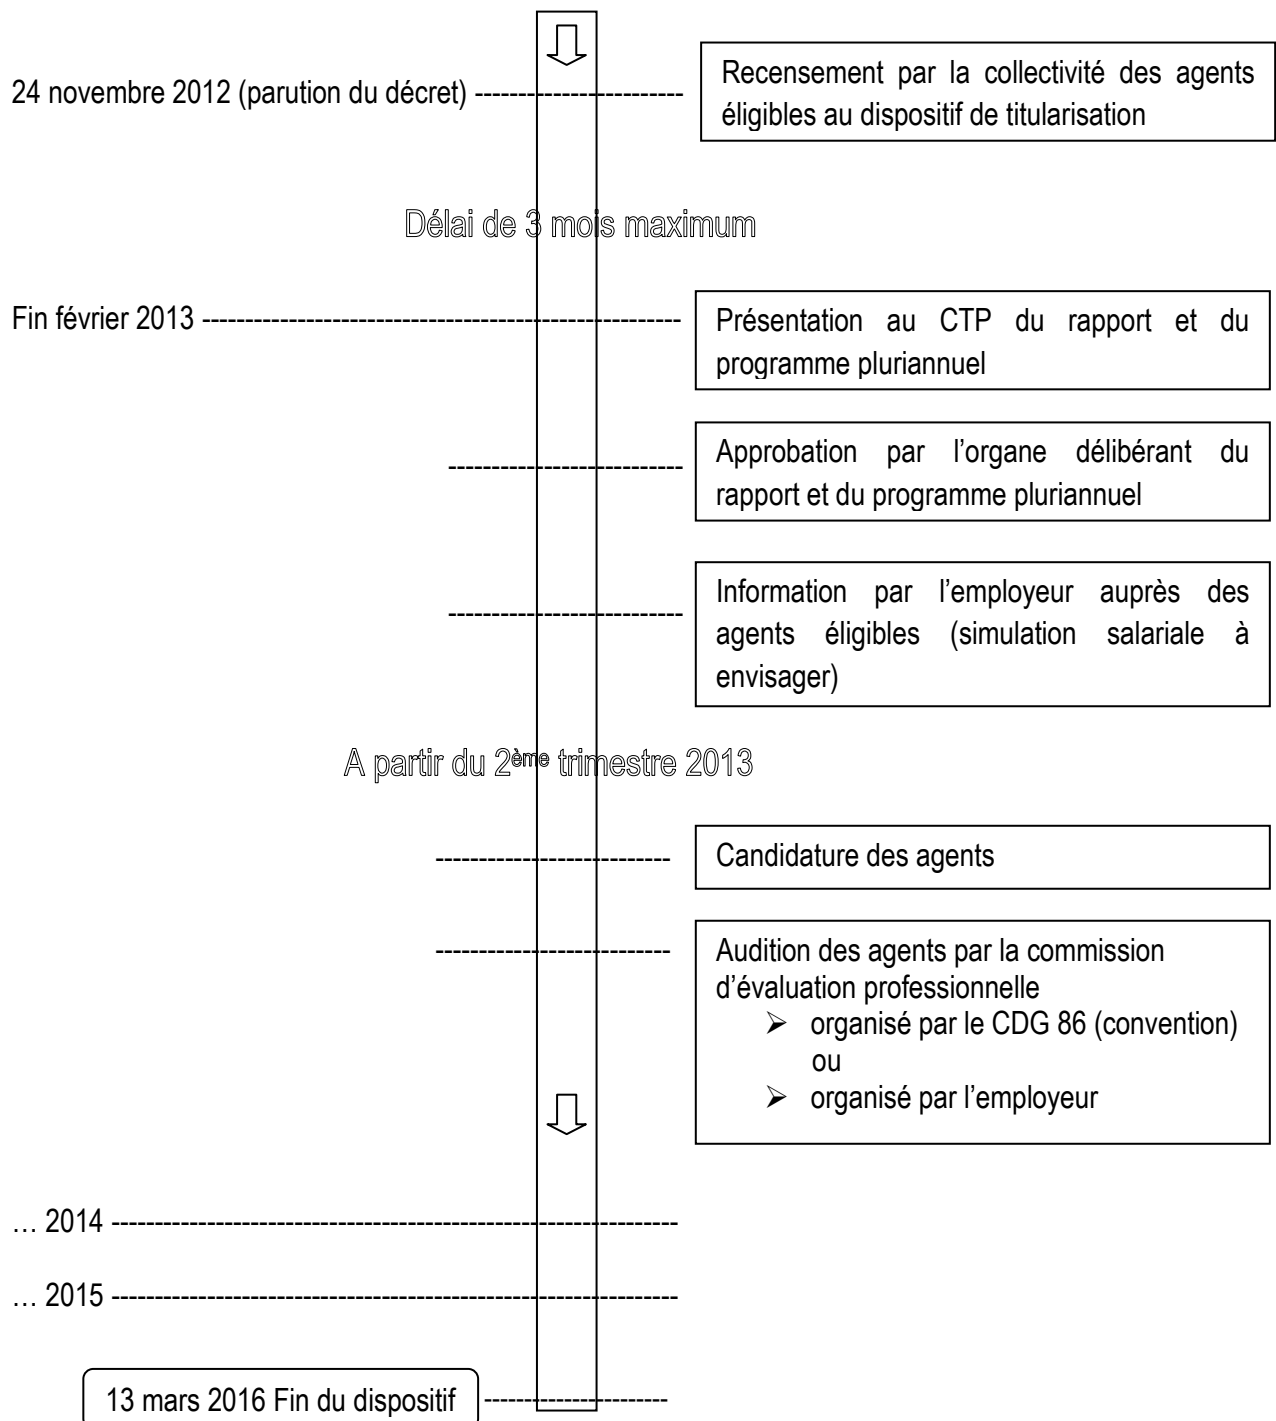 24 novembre 2012 (parution du décret) ------------------------
Recensement par la collectivité des agents
éligibles au dispositif de titularisation
Délai de 3 mois maximum
Fin février 2013 --------------------------------------------------------
Présentation au CTP du rapport et du
programme pluriannuel
Approbation par l’organe délibérant du
rapport et du programme pluriannuel
Information par l’employeur auprès des
agents éligibles (simulation salariale à
envisager)
A partir du 2ème trimestre 2013
Candidature des agents
Audition des agents par la commission
d’évaluation professionnelle
➢ organisé par le CDG 86 (convention)
ou
➢ organisé par l’employeur
… 2014 ------------------------------------------------------------------
… 2015 ------------------------------------------------------------------
13 mars 2016 Fin du dispositif